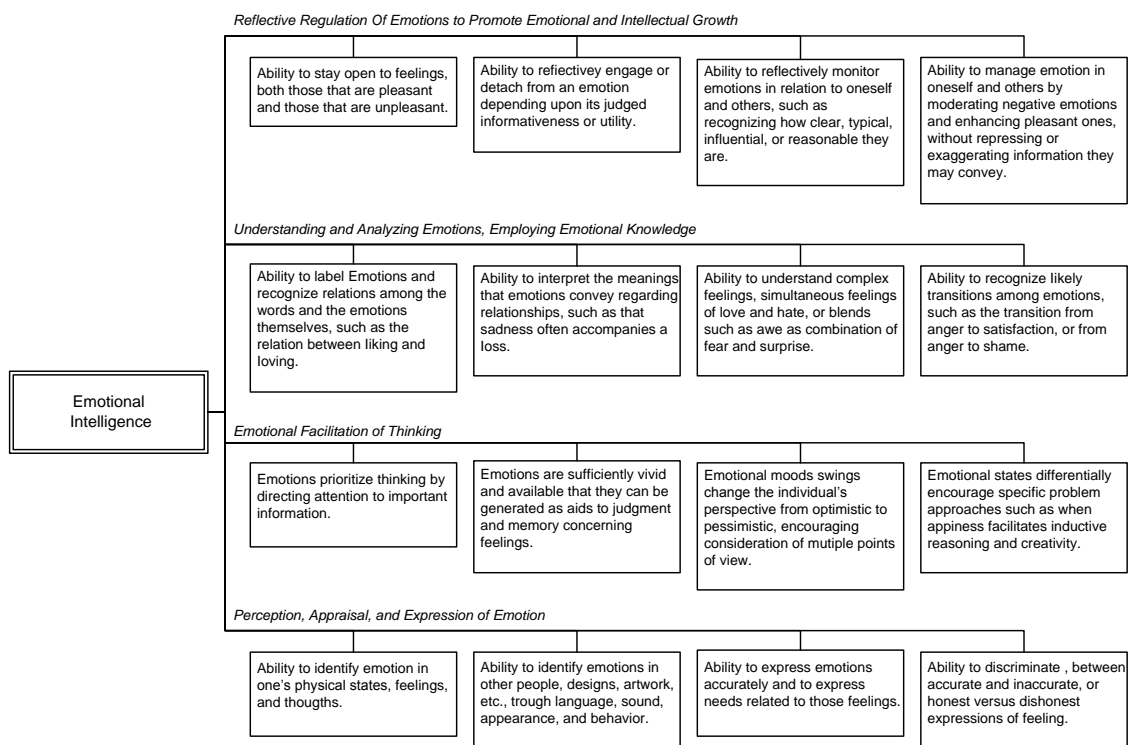 Reflective Regulation Of Emotions to Promote Emotional and Intellectual Growth
Ability to stay open to feelings,
both those that are pleasant
and those that are unpleasant.
Ability to refiectivey engage or
detach from an emotion
depending upon its judged
informativeness or utility.
Ability to reflectively monitor
emotions in relation to oneself
and others, such as
recognizing how clear, typical,
influential, or reasonable they
are.
Ability to manage emotion in
oneself and others by
moderating negative emotions
and enhancing pleasant ones,
without repressing or
exaggerating information they
may convey.
Understanding and Analyzing Emotions, Employing Emotional Knowledge
Ability to label Emotions and
recognize relations among the
words and the emotions
themselves, such as the
relation between liking and
loving.
Ability to interpret the meanings
that emotions convey regarding
relationships, such as that
sadness often accompanies a
loss.
Ability to understand complex
feelings, simultaneous feelings
of love and hate, or blends
such as awe as combination of
fear and surprise.
Ability to recognize likely
transitions among emotions,
such as the transition from
anger to satisfaction, or from
anger to shame.
Emotional
Intelligence
Emotional Facilitation of Thinking
Emotions prioritize thinking by
directing attention to important
information.
Emotions are sufficiently vivid
and available that they can be
generated as aids to judgment
and memory concerning
feelings.
Emotional moods swings
change the individual's
perspective from optimistic to
pessimistic, encouraging
consideration of mutiple points
of view.
Emotional states differentially
encourage specific problem
approaches such as when
appiness facilitates inductive
reasoning and creativity.
Perception, Appraisal, and Expression of Emotion
Ability to identify emotion in
one's physical states, feelings,
and thougths.
Ability to identify emotions in
other people, designs, artwork,
etc., trough language, sound,
appearance, and behavior.
Ability to express emotions
accurately and to express
needs related to those feelings.
Ability to discriminate , between
accurate and inaccurate, or
honest versus dishonest
expressions of feeling.